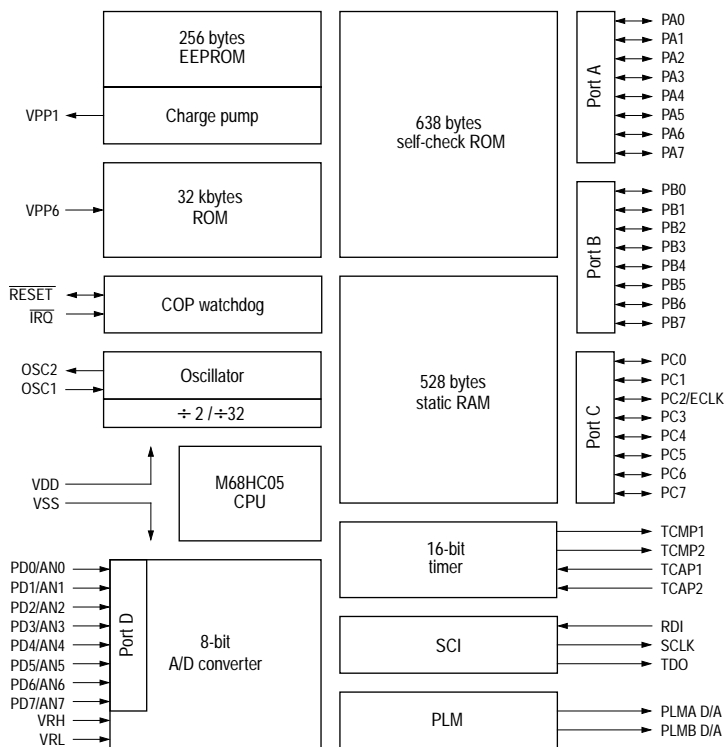 256 bytes
EEPROM
VPP1
Charge pump
VPP6
32 kbytes
ROM
RESET
IRQ
COP watchdog
OSC2
OSC1
Oscillator
÷ 2 / ÷32
VDD
VSS
M68HC05
CPU
PD0/AN0
PD1/AN1
PD2/AN2
PD3/AN3
PD4/AN4
PD5/AN5
PD6/AN6
PD7/AN7
VRH
VRL
Port D
8-bit
A/D converter
638 bytes
self-check ROM
528 bytes
static RAM
16-bit
timer
SCI
PLM
Port A
PA0
PA1
PA2
PA3
PA4
PA5
PA6
PA7
Port B
PB0
PB1
PB2
PB3
PB4
PB5
PB6
PB7
Port C
PC0
PC1
PC2/ECLK
PC3
PC4
PC5
PC6
PC7
TCMP1
TCMP2
TCAP1
TCAP2
RDI
SCLK
TDO
PLMA D/A
PLMB D/A